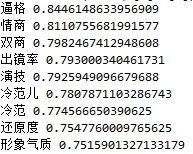 逼格 0.8446148633956909
情商 0.8110755681991577
双商 0.7982467412948608
出镜率 0.793000340461731
演技 0.7925949096679688
冷范儿 0.7807871103286743
冷范 0.774566650390625
还原度 0.7547760009765625
形象气质 0.7515901327133179